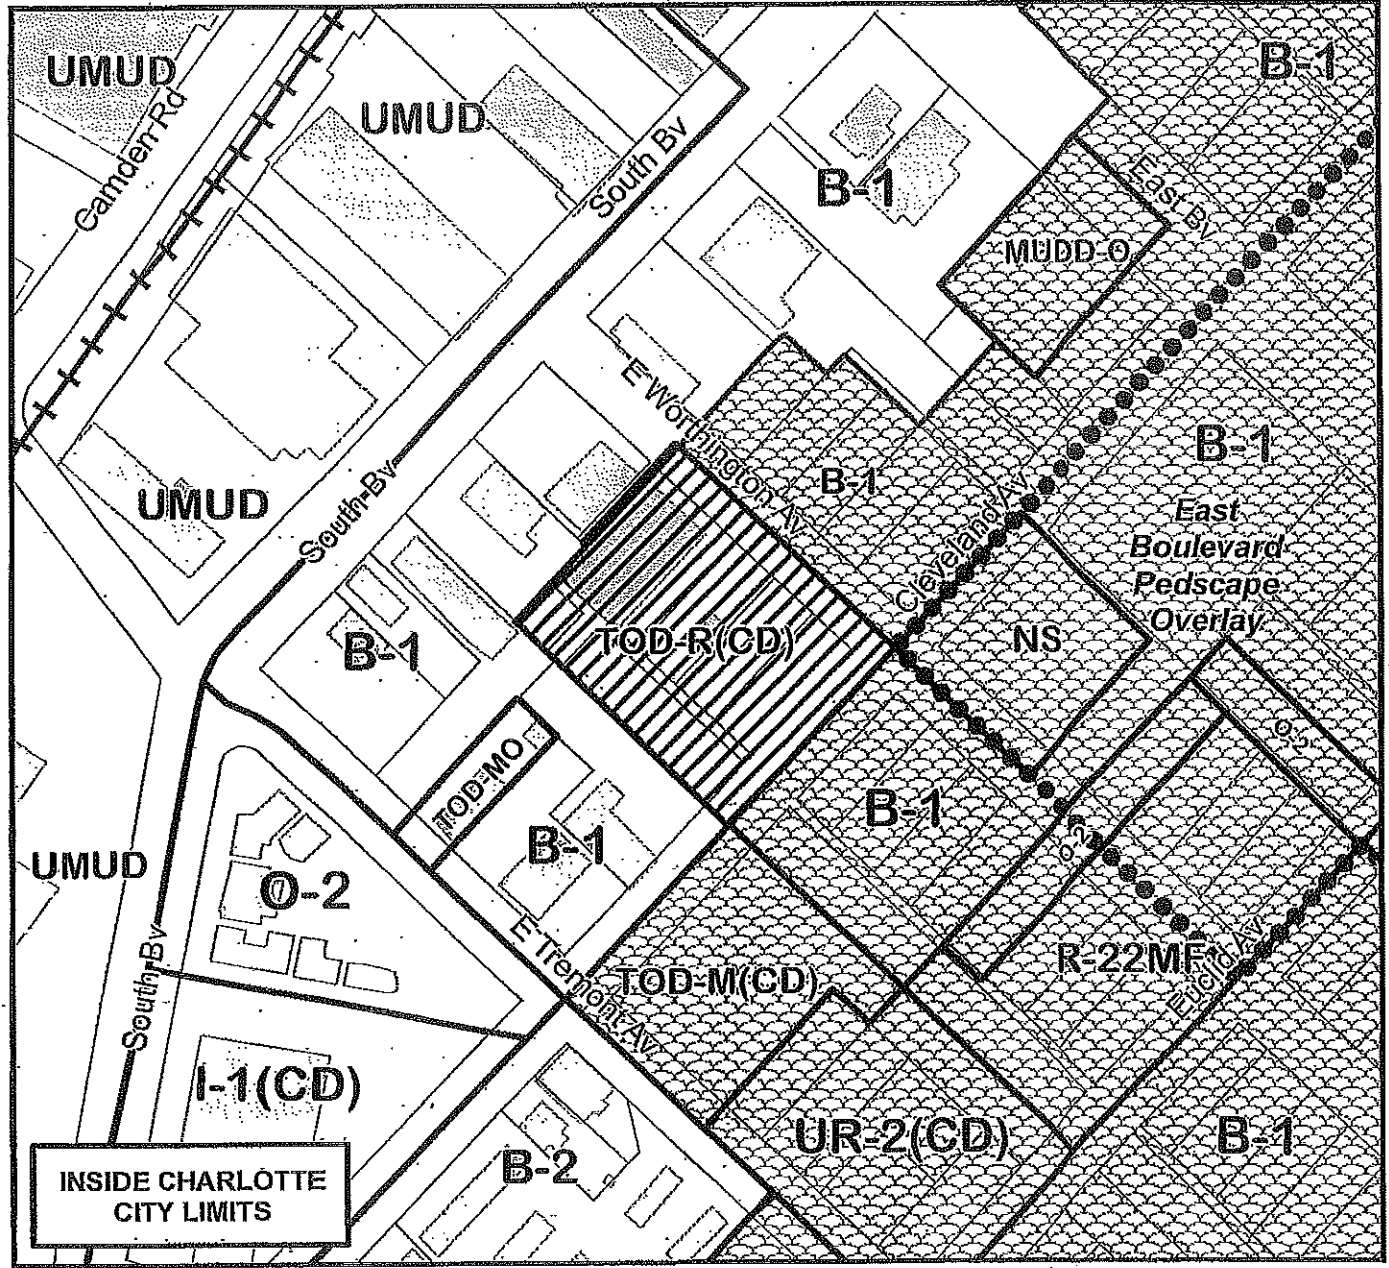 UMUD
B-1
Camden Rd
UMUD
South Bv
East Bv
B-1
MUDD-O
E Worthington Av
B-1
B-1
UMUD
South Bv
Cleveland Av
East
Boulevard
Pedscape
Overlay
TOD-R(CD)
NS
B-1
O-2
TOD-MO
B-1
B-1
O-2
UMUD
O-2
E Tremont Av
South Bv
TOD-M(CD)
R-22MF
Euclid Av
I-1(CD)
UR-2(CD)
B-1
B-2
INSIDE CHARLOTTE
CITY LIMITS